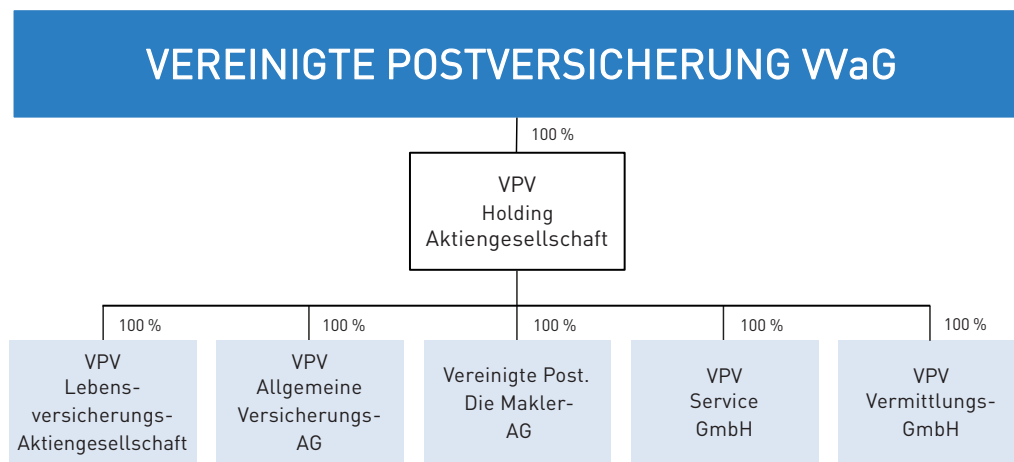 VEREINIGTE POSTVERSICHERUNG VVaG
100 %
VPV
Holding
Aktiengesellschaft
100 %
100 %
100 %
100 %
100 %
VPV
Lebens-
versicherungs-
Aktiengesellschaft
VPV
Allgemeine
Versicherungs-
AG
Vereinigte Post.
Die Makler-
AG
VPV
Service
GmbH
VPV
Vermittlungs-
GmbH